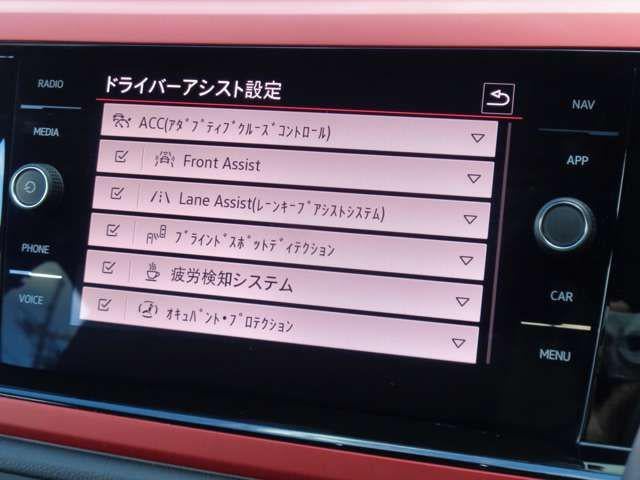 RADIO
MEDIA
PHONE
VOICE
ドライバーアシスト設定
ACC(ｱﾀﾞﾌﾟﾃｨﾌﾞｸﾙｰｽﾞｺﾝﾄﾛｰﾙ)
Front Assist
Lane Assist(ﾚｰﾝｷｰﾌﾟｱｼｽﾄｼｽﾃﾑ)
ﾌﾞﾗｲﾝﾄﾞｽﾎﾟｯﾄﾃﾞｨﾃｸｼｮﾝ
疲労検知システム
ｵｷｭﾊﾟﾝﾄ•ﾌﾟﾛﾃｸｼｮﾝ
NAV
APP
CAR
MENU